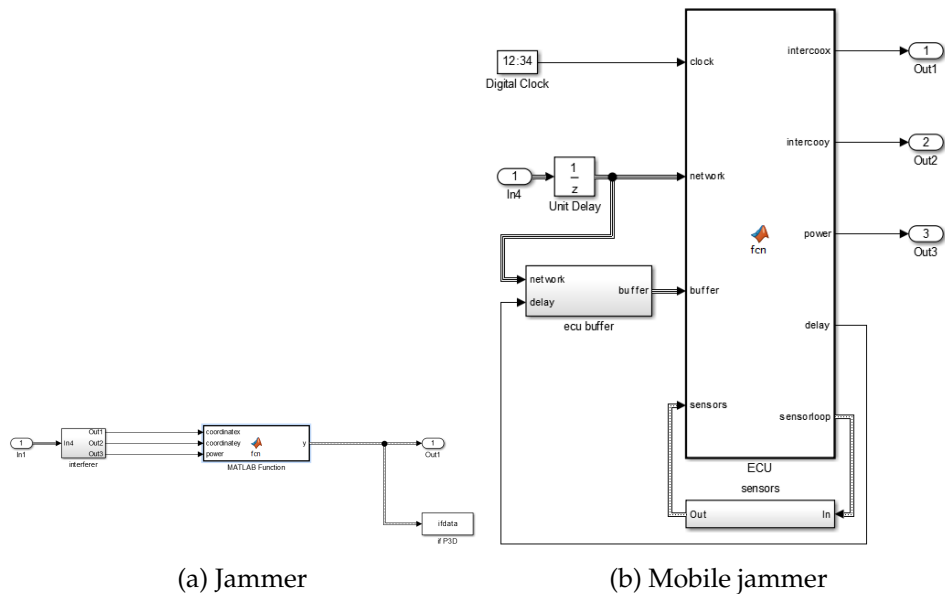 1
In1
In4
Out1
Out2
Out3
interferer
coordinatex
coordinatey
power
fcn
y
MATLAB Function
1
Out1
ifdata
if P3D
(a) Jammer
12:34
Digital Clock
1
In4
1
z
Unit Delay
network
delay
buffer
ecu buffer
clock
network
buffer
sensors
fcn
intercoox
intercooy
power
delay
sensorloop
ECU
1
Out1
2
Out2
3
Out3
sensors
Out
In
(b) Mobile jammer